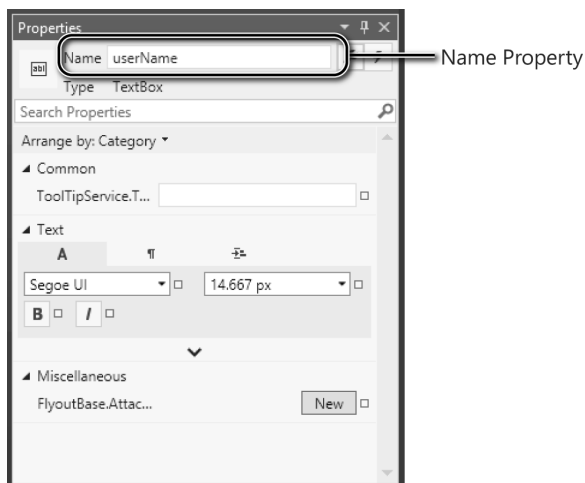 Properties
Name userName
Name Property
Type TextBox
Search Properties
Arrange by: Category
Common
ToolTipService.T...
Text
A ¶
Segoe UI 14.667 px
B I
Miscellaneous
FlyoutBase.Attac... New